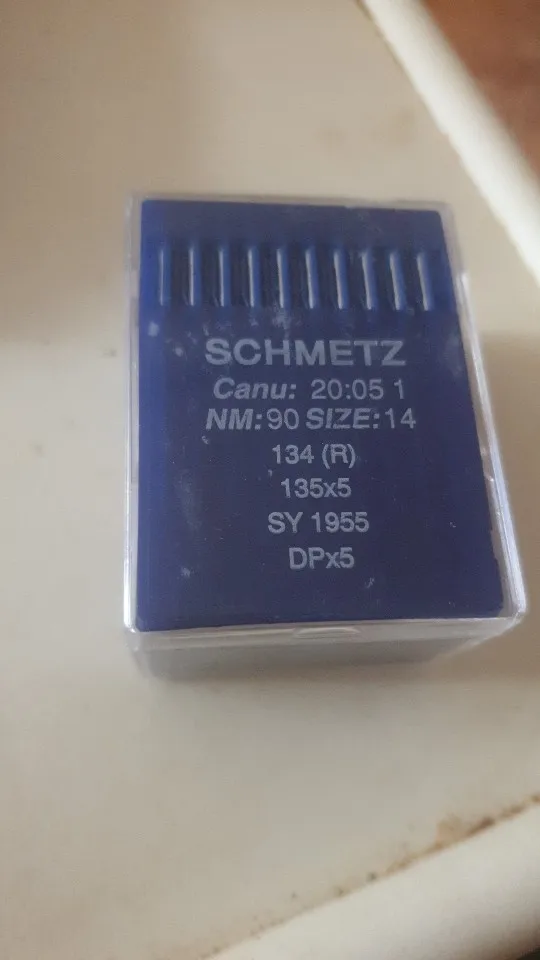 SCHMETZ
Canu: 20:05 1
NM:90 SIZE:14
134 (R)
135x5
SY 1955
DPx5